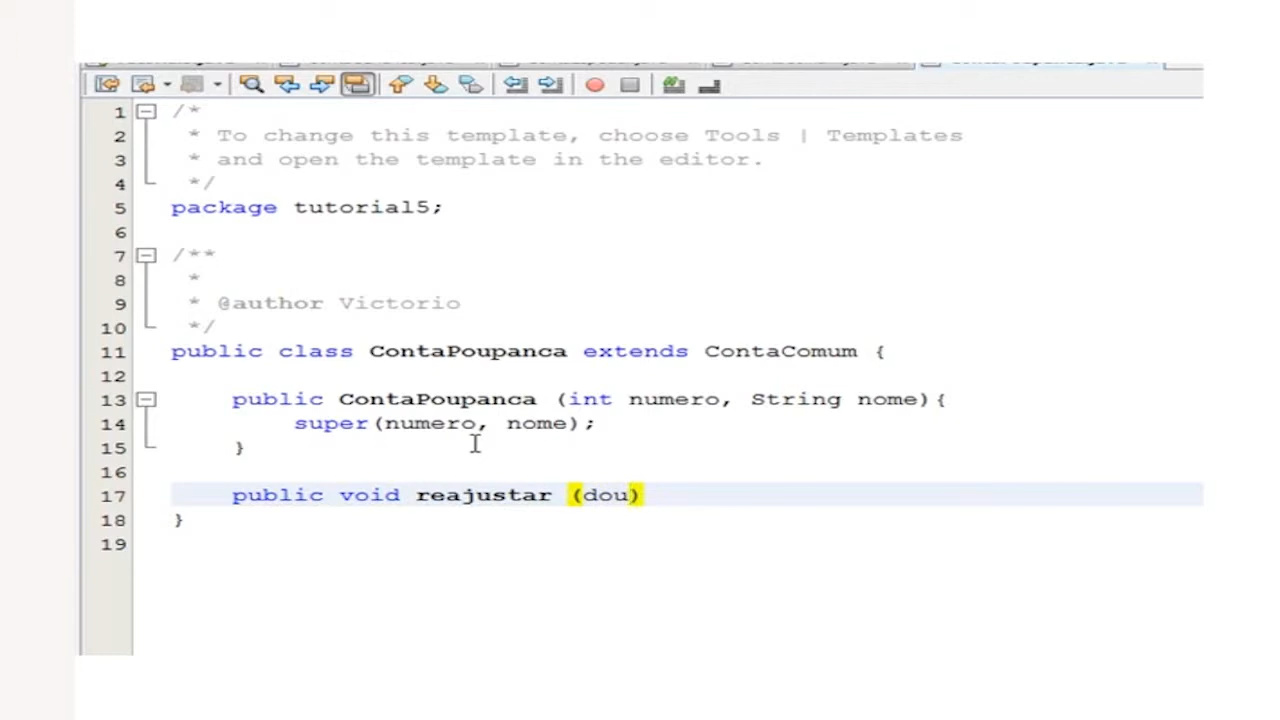 1 /*
2 * To change this template, choose Tools | Templates
3 * and open the template in the editor.
4 */
5 package tutorial5;
6
7 /**
8 *
9 * @author Victorio
10 */
11 public class ContaPoupanca extends ContaComum {
12
13 public ContaPoupanca (int numero, String nome){
14 super(numero, nome);
15 }
16
17 public void reajustar (dou)
18 }
19